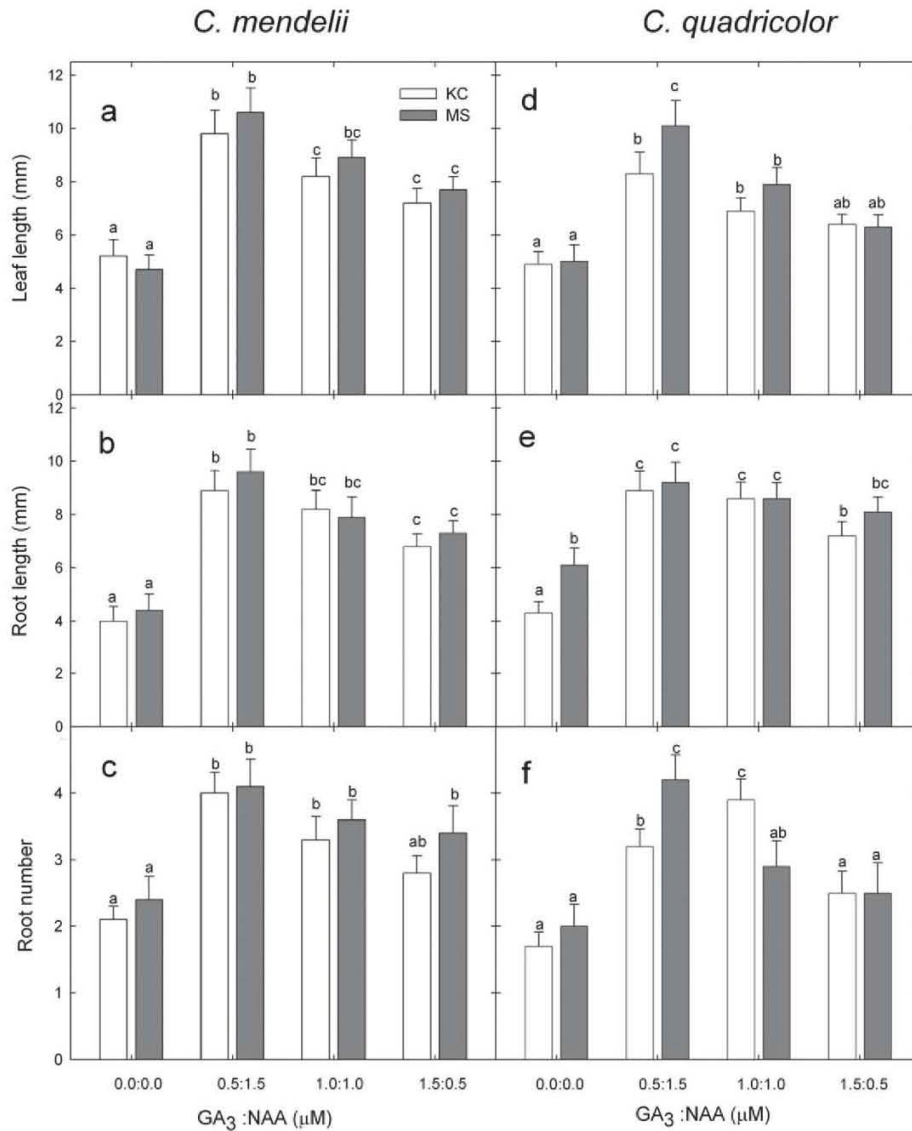 C. mendelii C. quadricolor
a
KC
MS
d
Leaf length (mm)
12
10
8
6
4
2
0
a a b b c bc c c
a a b c b b ab ab
b
e
Root length (mm)
12
10
8
6
4
2
0
a a b b bc bc c c
a b c c c c b bc
c
f
Root number
4
3
2
1
0
a a b b b b ab b
a a b c c ab a a
0.0:0.0 0.5:1.5 1.0:1.0 1.5:0.5 0.0:0.0 0.5:1.5 1.0:1.0 1.5:0.5
GA3 :NAA (μM) GA3 :NAA (μM)